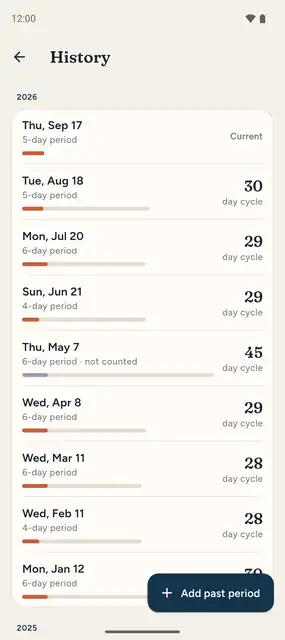 12:00
History
2026
Thu, Sep 17
5-day period
Current
Tue, Aug 18
5-day period
30
day cycle
Mon, Jul 20
6-day period
29
day cycle
Sun, Jun 21
4-day period
29
day cycle
Thu, May 7
6-day period · not counted
45
day cycle
Wed, Apr 8
6-day period
29
day cycle
Wed, Mar 11
6-day period
28
day cycle
Wed, Feb 11
4-day period
28
day cycle
Mon, Jan 12
6-day period
30
+ Add past period
2025